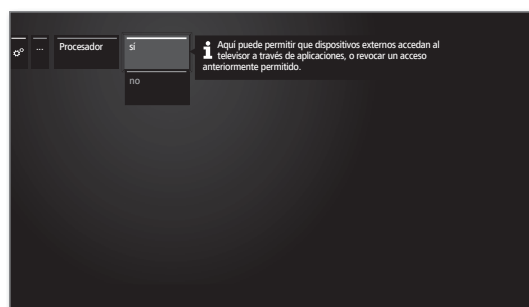 ... Procesador sí
Aquí puede permitir que dispositivos externos accedan al
televisor a través de aplicaciones, o revocar un acceso
anteriormente permitido.
no